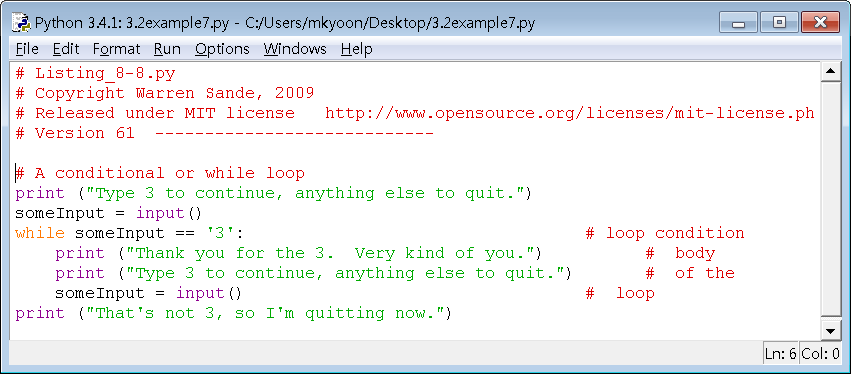 Python 3.4.1: 3.2example7.py - C:/Users/mkyoon/Desktop/3.2example7.py
File Edit Format Run Options Windows Help
# Listing_8-8.py
# Copyright Warren Sande, 2009
# Released under MIT license   http://www.opensource.org/licenses/mit-license.ph
# Version 61  ----------------------------
# A conditional or while loop
print ("Type 3 to continue, anything else to quit.")
someInput = input()
while someInput == '3':                                  # loop condition
    print ("Thank you for the 3.  Very kind of you.")          #  body
    print ("Type 3 to continue, anything else to quit.")       #  of the
    someInput = input()                                  #  loop
print ("That's not 3, so I'm quitting now.")
Ln: 6 Col: 0